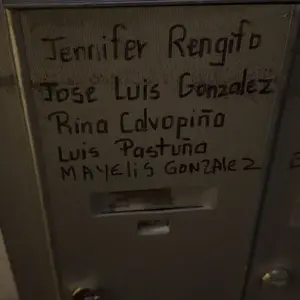 Jennifer Rengifo
Jose Luis Gonzalez
Rina Calvopiña
Luis Pastuña
MAYELIS GONZALEZ